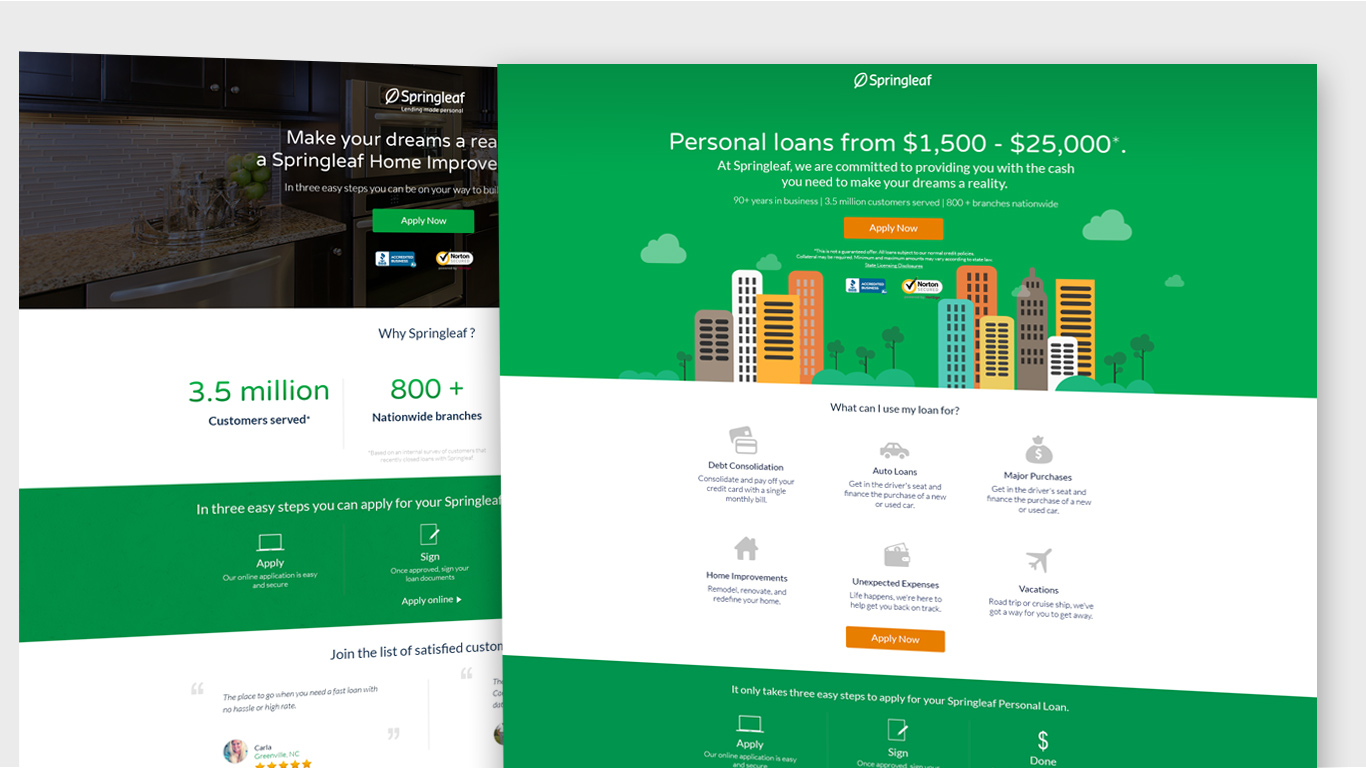 Springleaf
Lending made personal
Make your dreams a rea
a Springleaf Home Improve
In three easy steps you can be on your way to buil
Apply Now
BBB ACCREDITED BUSINESS
Norton SECURED
powered by
Why Springleaf ?
3.5 million
Customers served*
800 +
Nationwide branches
*Based on an internal survey of customers that
recently closed loans with Springleaf
In three easy steps you can apply for your Springleaf
Apply
Our online application is easy
and secure
Sign
Once approved, sign your
loan documents
Apply online
Join the list of satisfied custom
“
The place to go when you need a fast loan with
no hassle or high rate.
”
Carla
Greenville, NC
“
Springleaf
Personal loans from $1,500 - $25,000*.
At Springleaf, we are committed to providing you with the cash
you need to make your dreams a reality.
90+ years in business | 3.5 million customers served | 800 + branches nationwide
Apply Now
*This is not a guaranteed offer. All loans subject to our normal credit policies.
Collateral may be required. Minimum and maximum amounts may vary according to state law.
State Licensing Disclosures
BBB ACCREDITED BUSINESS
Norton SECURED
powered by
What can I use my loan for?
Debt Consolidation
Consolidate and pay off your
credit card with a single
monthly bill.
Auto Loans
Get in the driver's seat and
finance the purchase of a new
or used car.
$
Major Purchases
Get in the driver's seat and
finance the purchase of a new
or used car.
Home Improvements
Remodel, renovate, and
redefine your home.
Unexpected Expenses
Life happens, we're here to
help get you back on track.
Vacations
Road trip or cruise ship, we've
got a way for you to get away.
Apply Now
It only takes three easy steps to apply for your Springleaf Personal Loan.
Apply
Our online application is easy
and secure
Sign
Once approved, sign your
$
Done